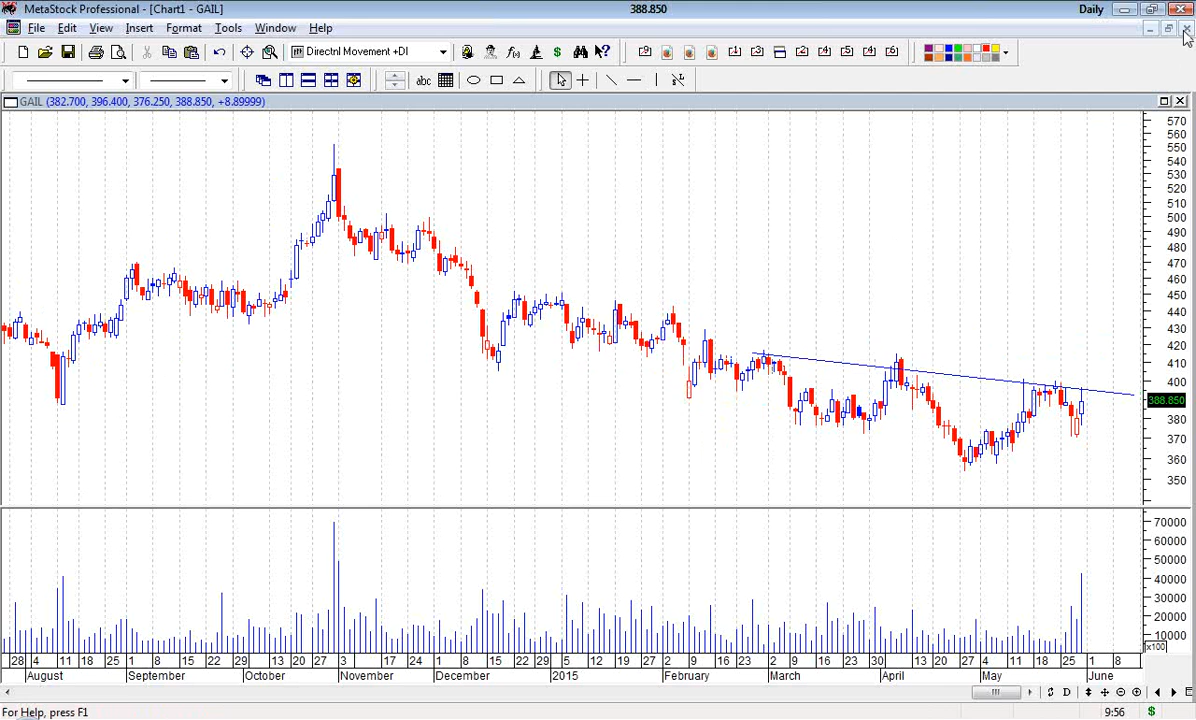 MetaStock Professional - [Chart1 - GAIL]
388.850
Daily
File Edit View Insert Format Tools Window Help
Directnl Movement +DI
abc
GAIL (382.700, 396.400, 376.250, 388.850, +8.89999)
570
560
550
540
530
520
510
500
490
480
470
460
450
440
430
420
410
400
388.850
380
370
360
350
70000
60000
50000
40000
30000
20000
10000
x100
28 4 11 18 25 1 8 15 22 29 13 20 27 3 17 24 1 8 15 22 29 5 12 19 27 2 9 16 23 2 9 16 23 30 13 20 27 4 11 18 25 1 8
August September October November December 2015 February March April May June
D
For Help, press F1
9:56